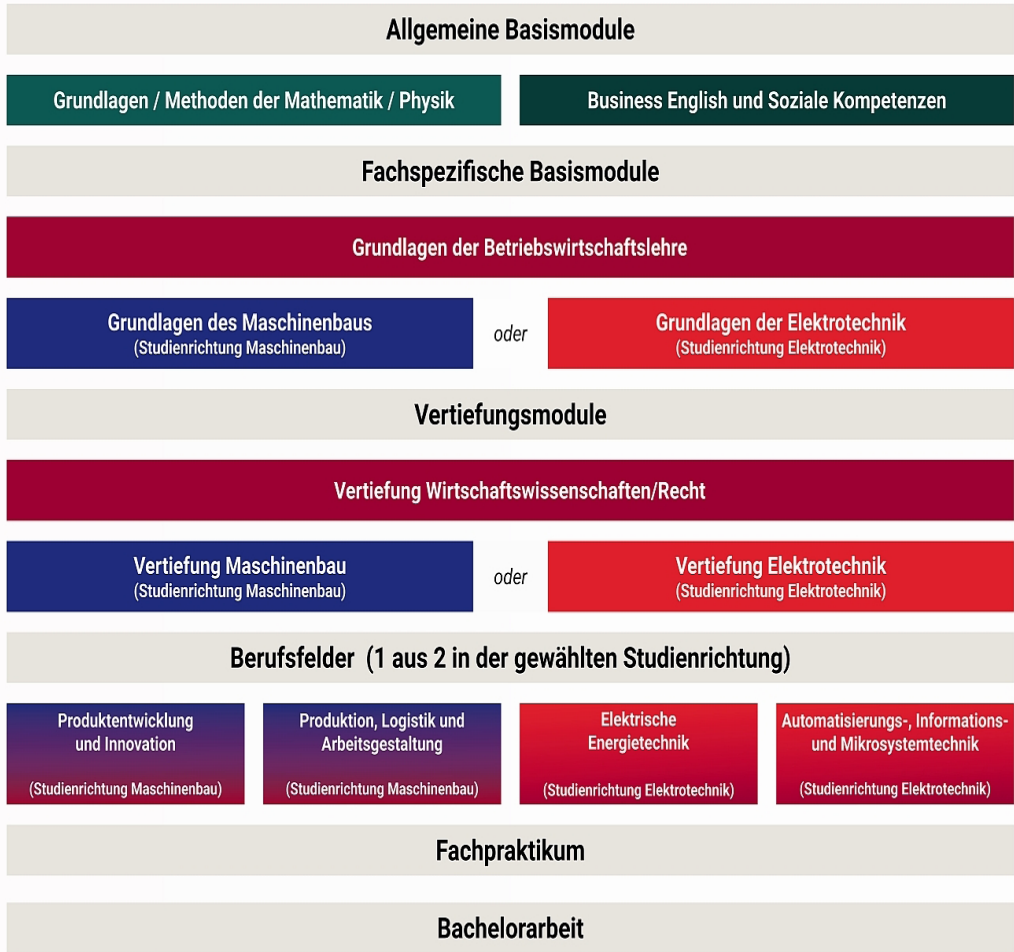 Allgemeine Basismodule
Grundlagen / Methoden der Mathematik / Physik
Business English und Soziale Kompetenzen
Fachspezifische Basismodule
Grundlagen der Betriebswirtschaftslehre
Grundlagen des Maschinenbaus
(Studienrichtung Maschinenbau)
oder
Grundlagen der Elektrotechnik
(Studienrichtung Elektrotechnik)
Vertiefungsmodule
Vertiefung Wirtschaftswissenschaften/Recht
Vertiefung Maschinenbau
(Studienrichtung Maschinenbau)
oder
Vertiefung Elektrotechnik
(Studienrichtung Elektrotechnik)
Berufsfelder (1 aus 2 in der gewählten Studienrichtung)
Produktentwicklung
und Innovation
(Studienrichtung Maschinenbau)
Produktion, Logistik und
Arbeitsgestaltung
(Studienrichtung Maschinenbau)
Elektrische
Energietechnik
(Studienrichtung Elektrotechnik)
Automatisierungs-, Informations-
und Mikrosystemtechnik
(Studienrichtung Elektrotechnik)
Fachpraktikum
Bachelorarbeit